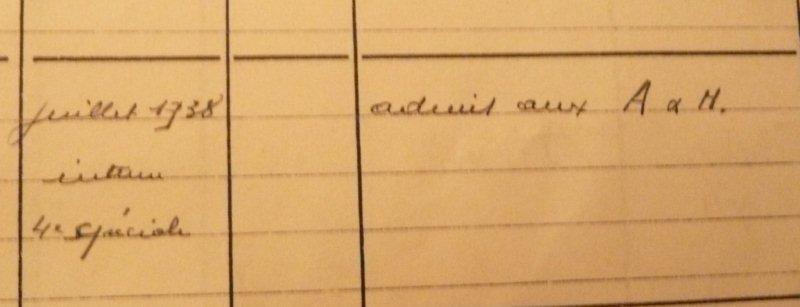 juillet 1938
admis aux A & M.
interne
4e spéciale